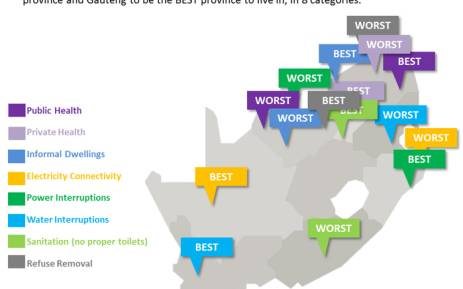 province and Gauteng to be the BEST province to live in, in 8 categories.
WORST
WORST
BEST
BEST
WORST
BEST
WORST
BEST
BEST
WORST
WORST
WORST
BEST
BEST
BEST
WORST
Public Health
Private Health
Informal Dwellings
Electricity Connectivity
Power Interruptions
Water Interruptions
Sanitation (no proper toilets)
Refuse Removal